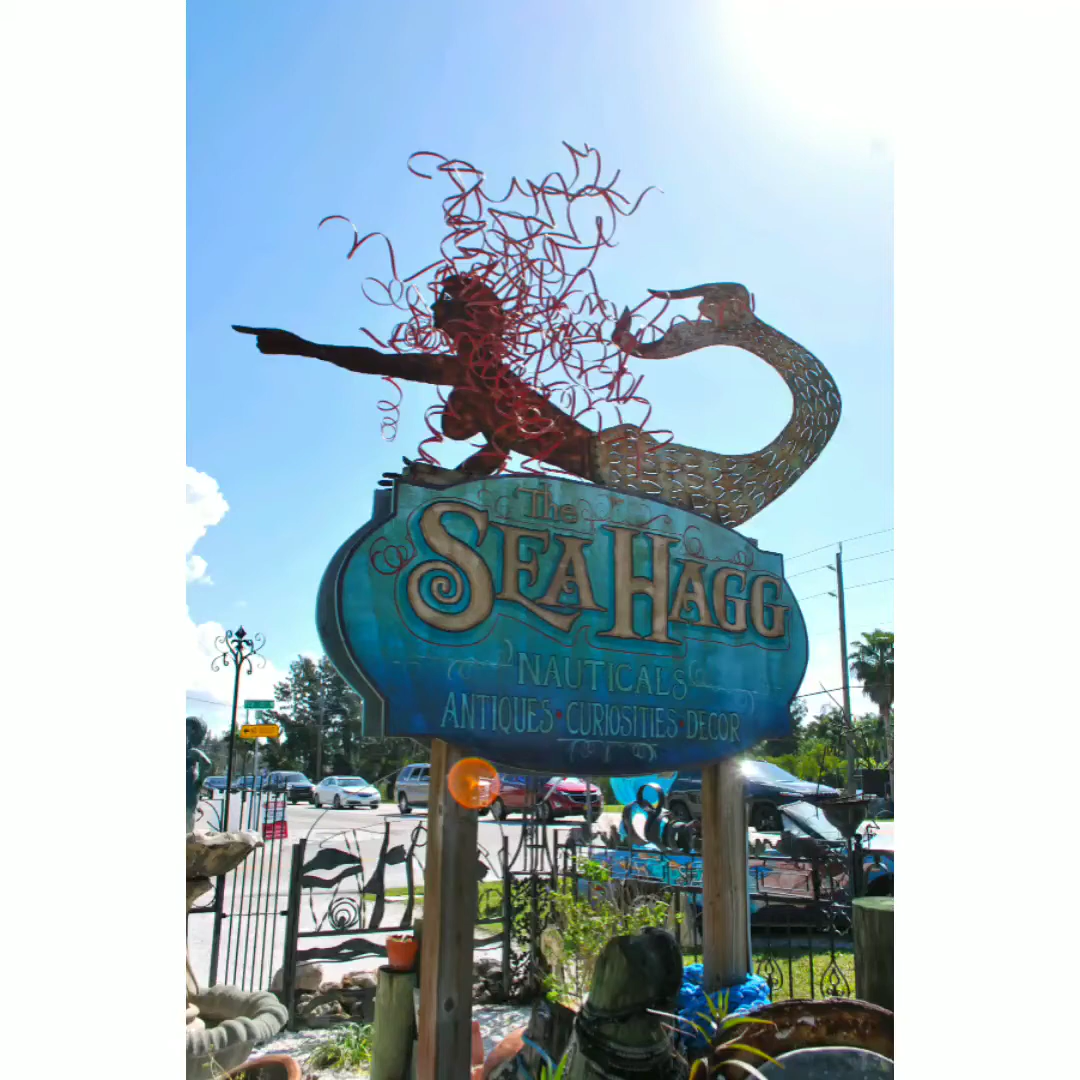 The
SEA HAGG
NAUTICALS
ANTIQUES • CURIOSITIES • DECOR